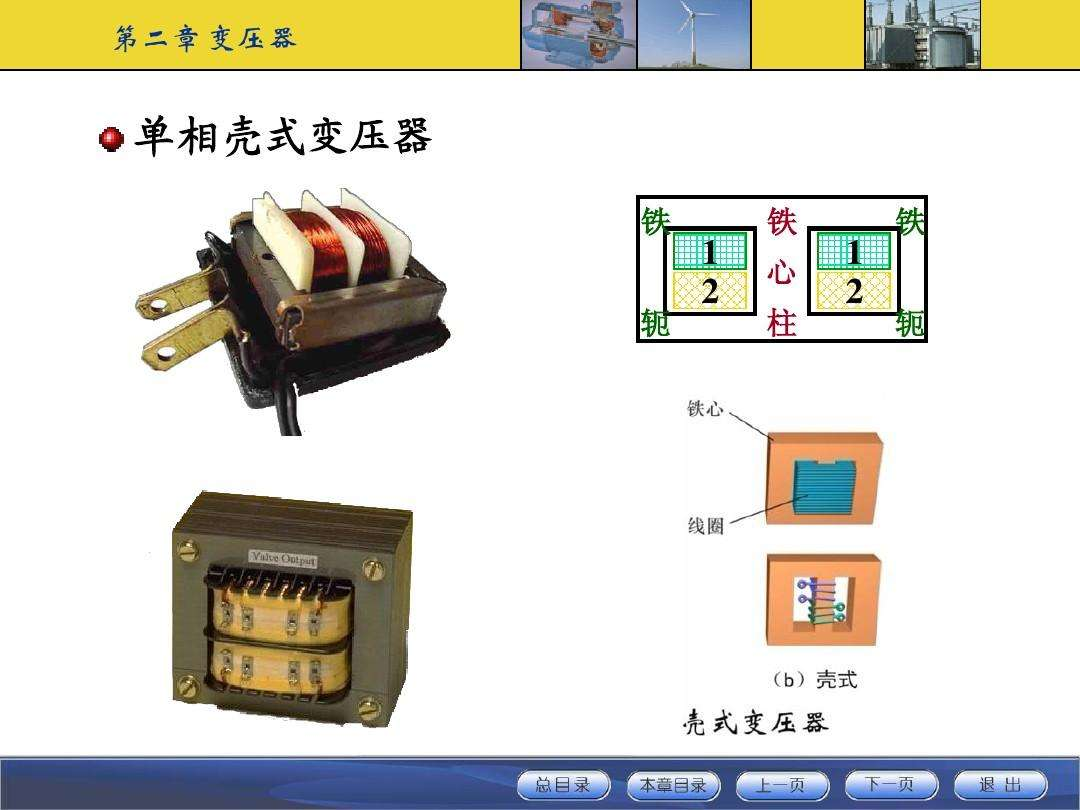 第二章 变压器
单相壳式变压器
铁 铁 铁
1 1
心
2 2
轭 柱 轭
铁心
线圈
Valve Output
(b) 壳式
壳式变压器
总目录 本章目录 上一页 下一页 退 出